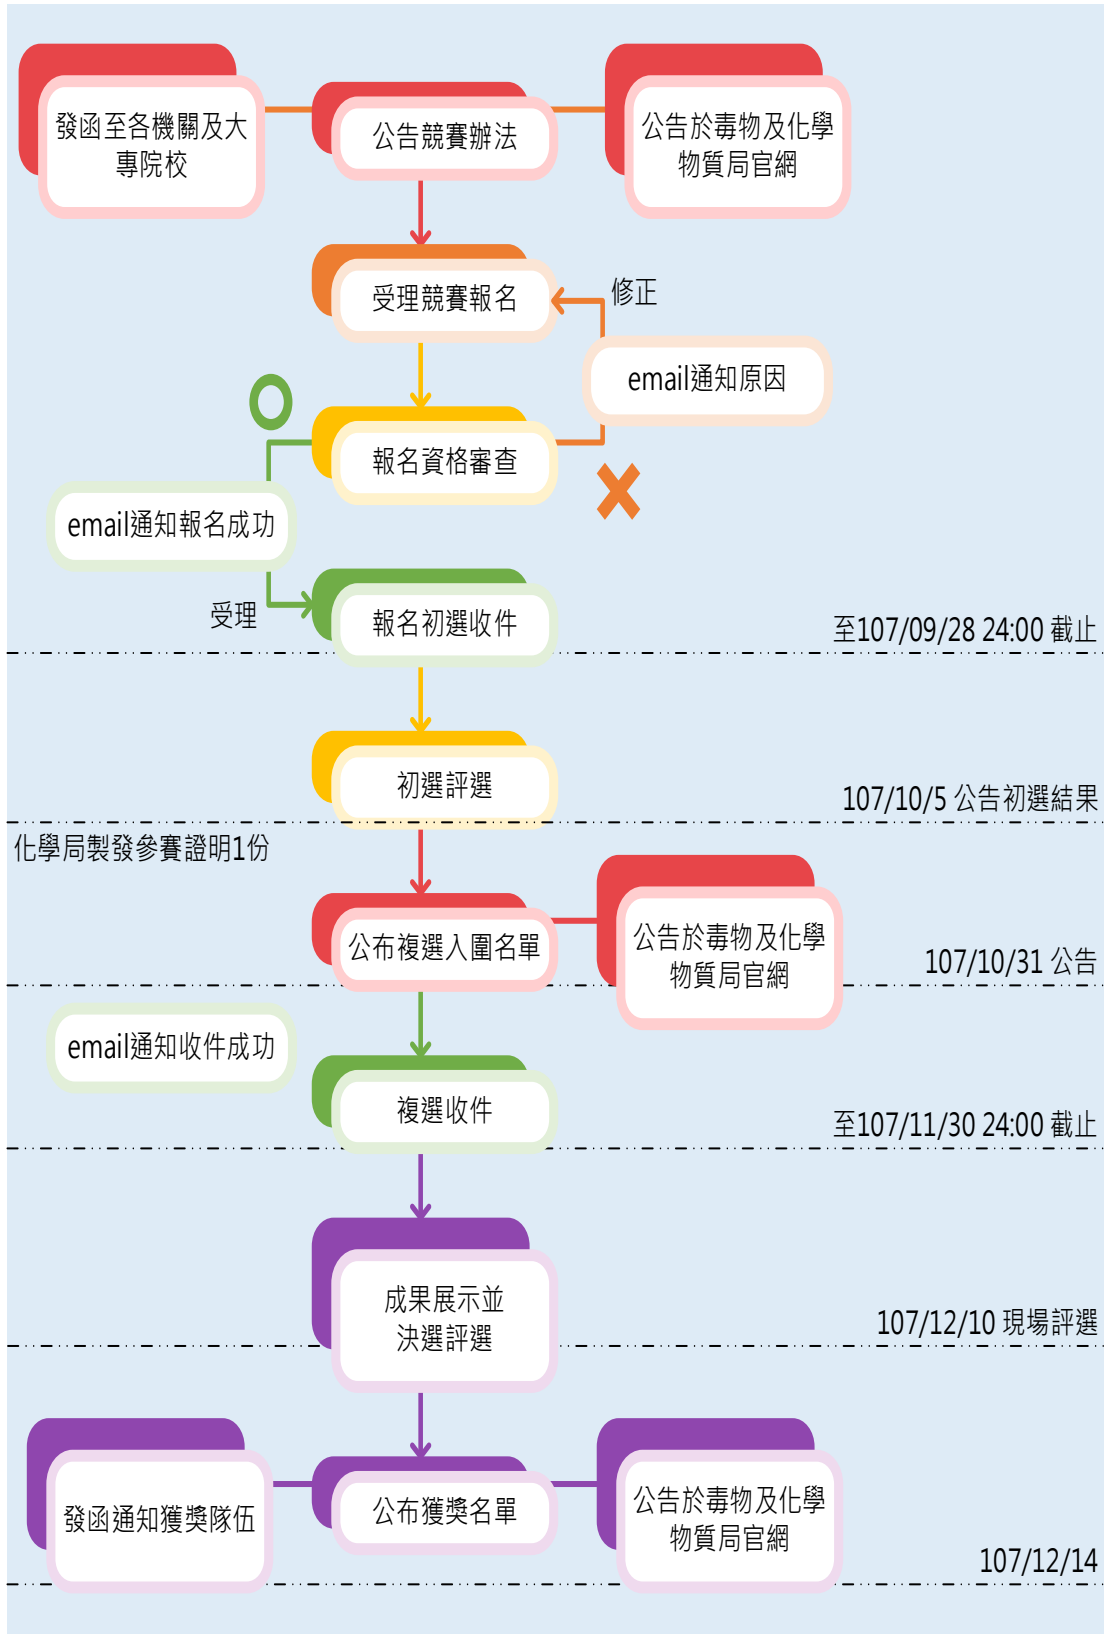 發函至各機關及大
專院校
公告競賽辦法
公告於毒物及化學
物質局官網
受理競賽報名
修正
email通知原因
報名資格審查
email通知報名成功
受理
報名初選收件
至107/09/28 24:00 截止
初選評選
107/10/5 公告初選結果
化學局製發參賽證明1份
公布複選入圍名單
公告於毒物及化學
物質局官網
107/10/31 公告
email通知收件成功
複選收件
至107/11/30 24:00 截止
成果展示並
決選評選
107/12/10 現場評選
發函通知獲獎隊伍
公布獲獎名單
公告於毒物及化學
物質局官網
107/12/14